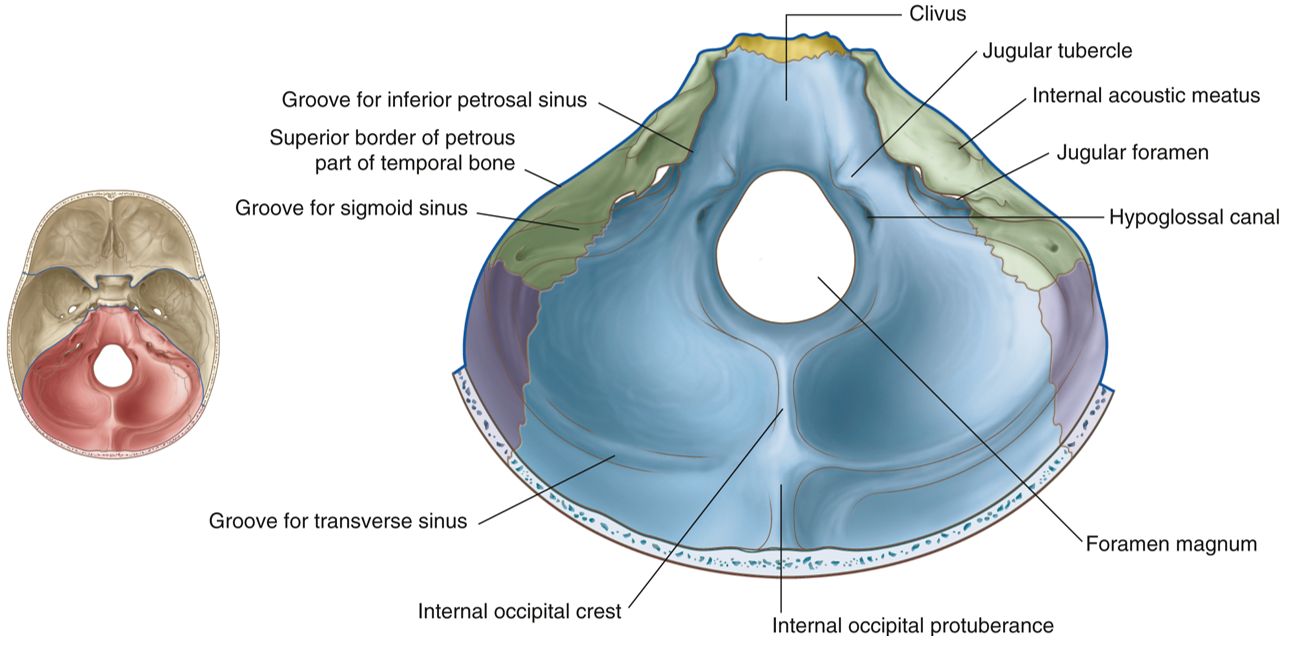 Clivus
Jugular tubercle
Groove for inferior petrosal sinus
Internal acoustic meatus
Superior border of petrous
part of temporal bone
Jugular foramen
Groove for sigmoid sinus
Hypoglossal canal
Groove for transverse sinus
Foramen magnum
Internal occipital crest
Internal occipital protuberance